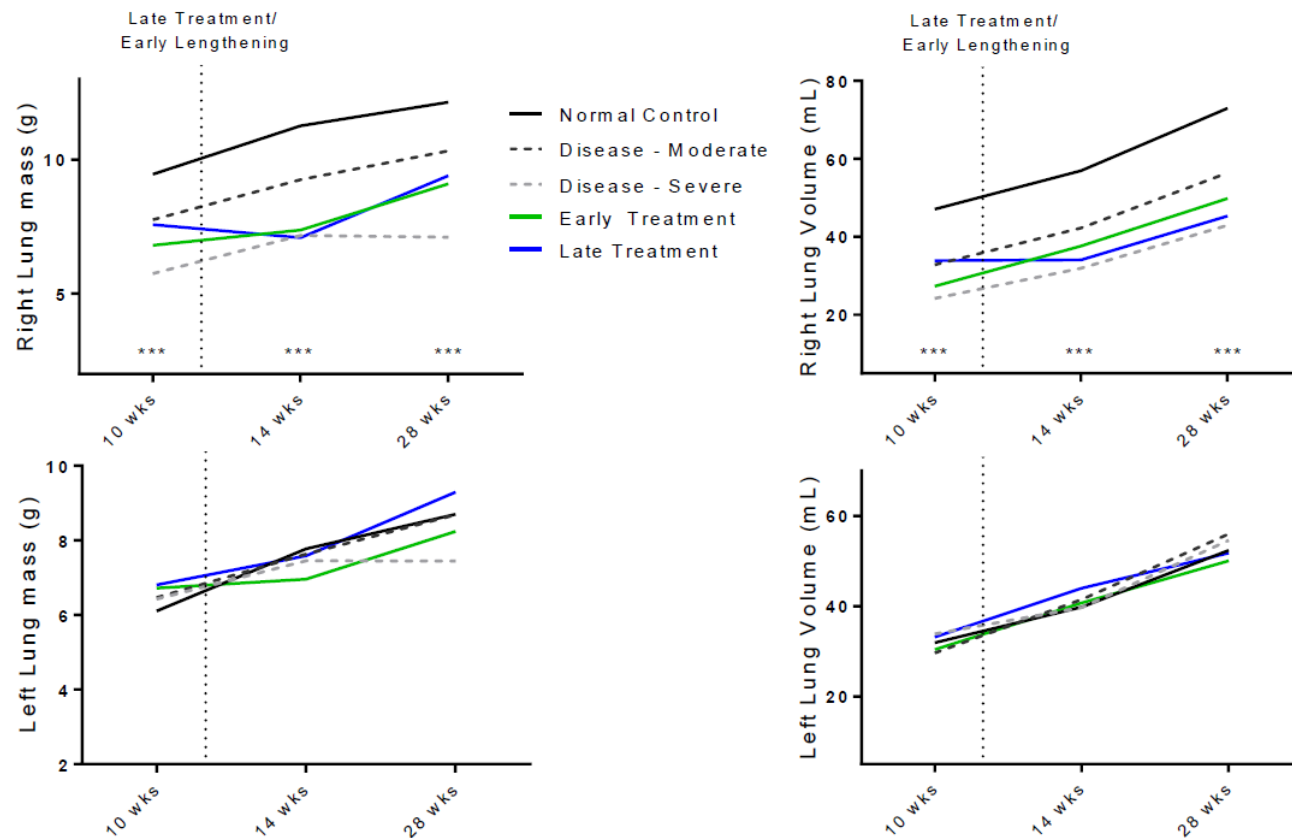 Late Treatment/
Early Lengthening
Right Lung mass (g)
10
5
*** *** ***
10 wks 14 wks 28 wks
Normal Control
Disease - Moderate
Disease - Severe
Early Treatment
Late Treatment
Late Treatment/
Early Lengthening
Right Lung Volume (mL)
80
60
40
20
*** *** ***
10 wks 14 wks 28 wks
Left Lung mass (g)
10
8
6
4
2
10 wks 14 wks 28 wks
Left Lung Volume (mL)
60
40
20
10 wks 14 wks 28 wks